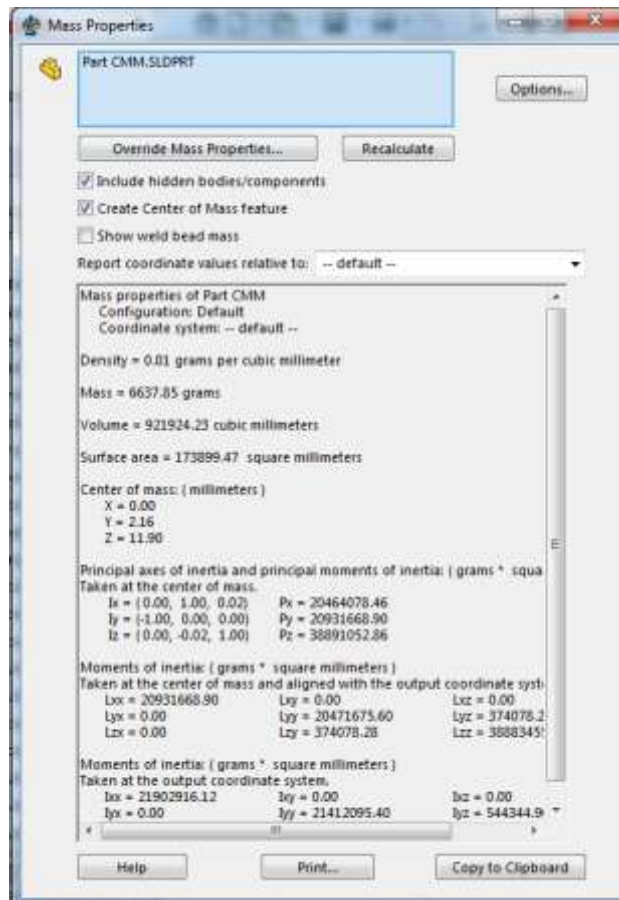 Mass Properties
Part CMM.SLDPRT
Options...
Override Mass Properties...
Recalculate
Include hidden bodies/components
Create Center of Mass feature
Show weld bead mass
Report coordinate values relative to: -- default --
Mass properties of Part CMM
Configuration: Default
Coordinate system: -- default --
Density = 0.01 grams per cubic millimeter
Mass = 6637.85 grams
Volume = 921924.23 cubic millimeters
Surface area = 173899.47 square millimeters
Center of mass: ( millimeters )
X = 0.00
Y = 2.16
Z = 11.90
Principal axes of inertia and principal moments of inertia: ( grams * squa
Taken at the center of mass.
Ix = ( 0.00, 1.00, 0.02) Px = 20464078.46
Iy = (-1.00, 0.00, 0.00) Py = 20931668.90
Iz = ( 0.00, -0.02, 1.00) Pz = 38891052.86
Moments of inertia: ( grams * square millimeters )
Taken at the center of mass and aligned with the output coordinate syst
Lxx = 20931668.90 Lxy = 0.00 Lxz = 0.00
Lyx = 0.00 Lyy = 20471675.60 Lyz = 374078.2
Lzx = 0.00 Lzy = 374078.28 Lzz = 3888345
Moments of inertia: ( grams * square millimeters )
Taken at the output coordinate system.
Ixx = 21902916.12 Ixy = 0.00 Ixz = 0.00
Iyx = 0.00 Iyy = 21412095.40 Iyz = 544344.9
Help
Print...
Copy to Clipboard